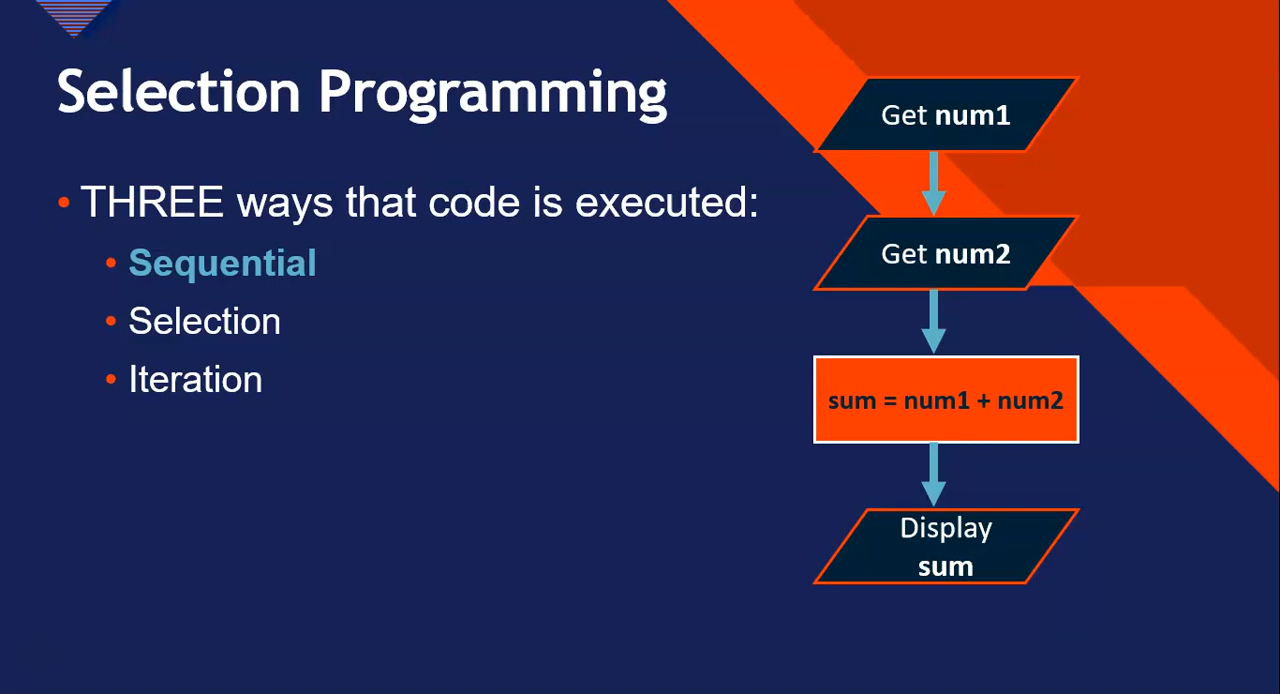 Selection Programming
• THREE ways that code is executed:
• Sequential
• Selection
• Iteration
Get num1
Get num2
sum = num1 + num2
Display
sum